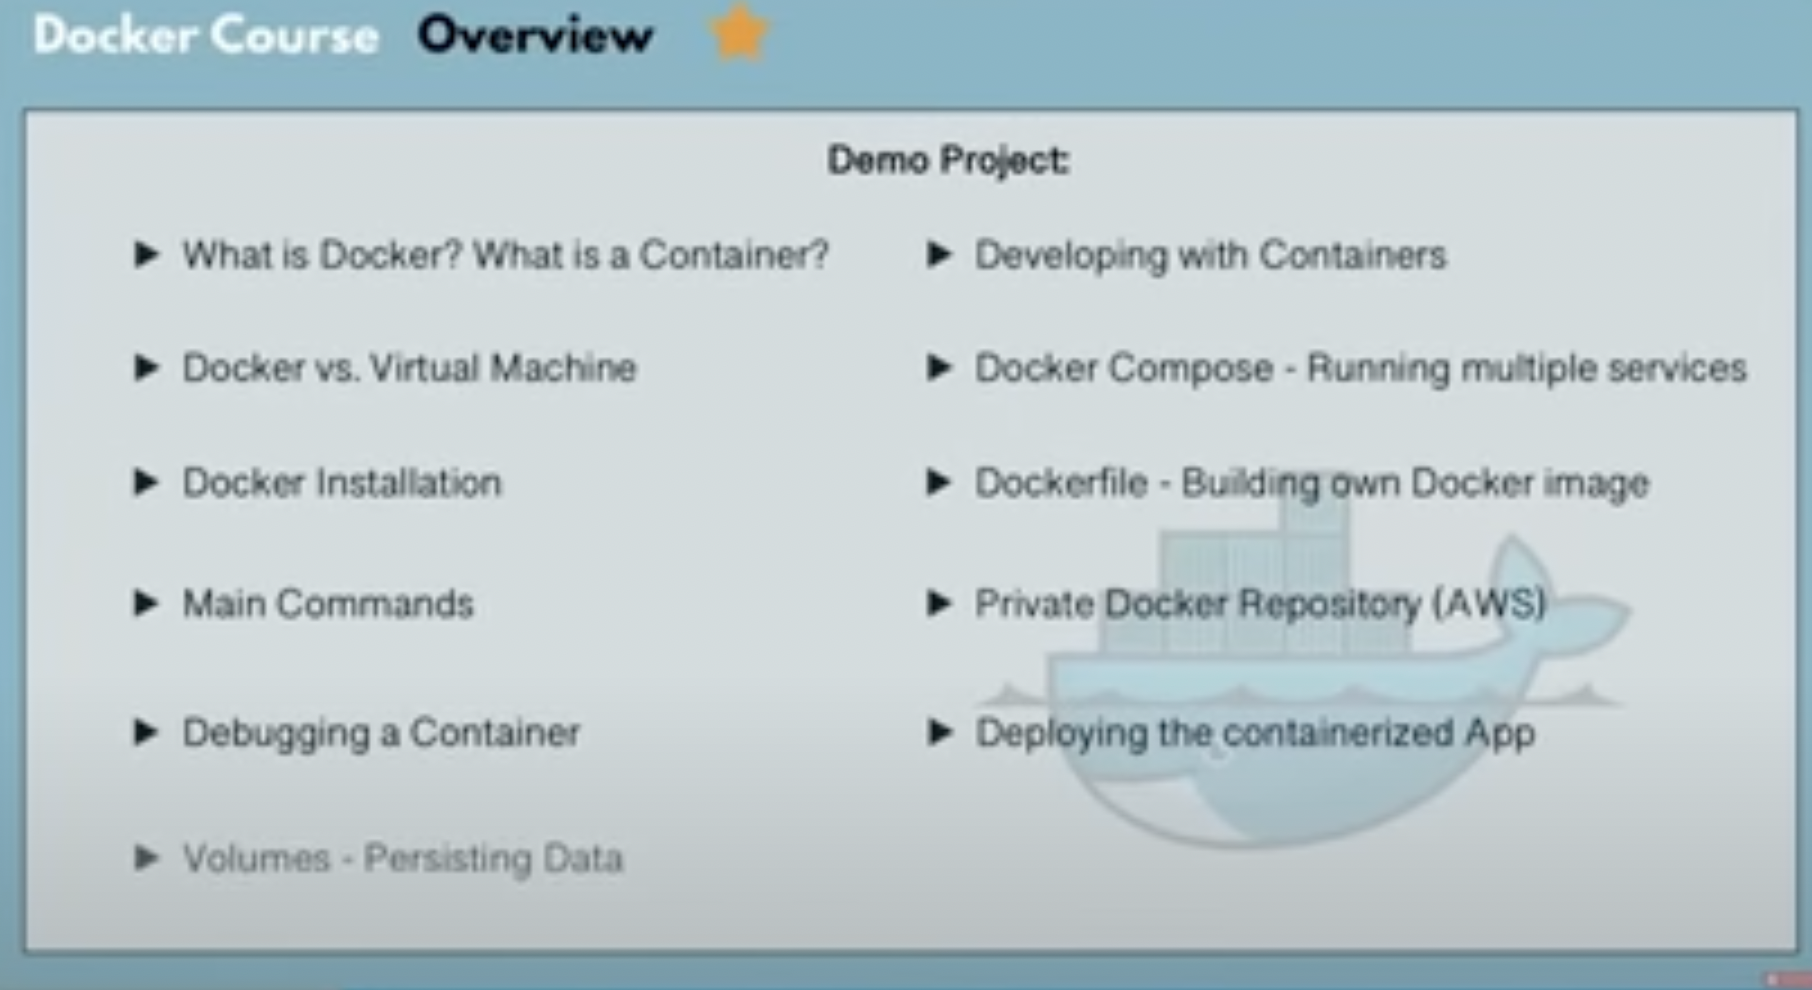 Docker Course Overview
Demo Project:
What is Docker? What is a Container?
Docker vs. Virtual Machine
Docker Installation
Main Commands
Debugging a Container
Volumes - Persisting Data
Developing with Containers
Docker Compose - Running multiple services
Dockerfile - Building own Docker image
Private Docker Repository (AWS)
Deploying the containerized App